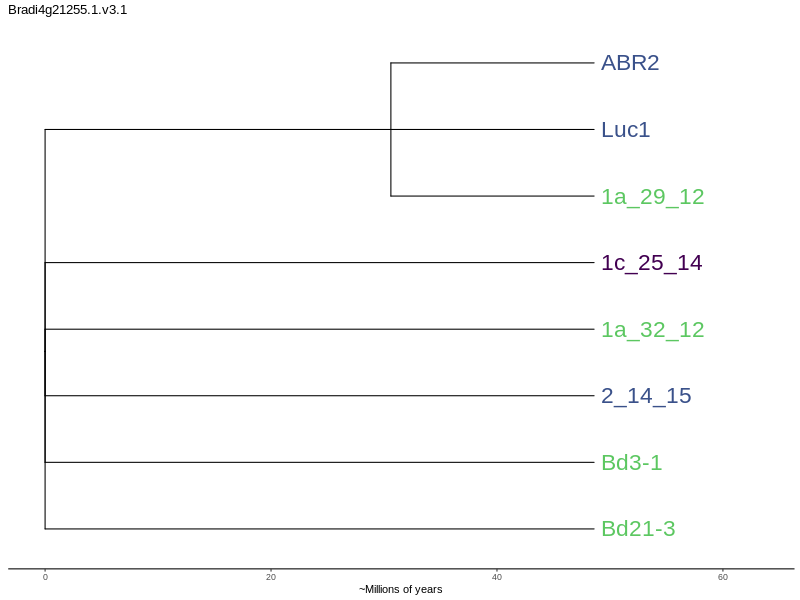 Bradi4g21255.1.v3.1
ABR2
Luc1
1a_29_12
1c_25_14
1a_32_12
2_14_15
Bd3-1
Bd21-3
0 20 40 60
~Millions of years